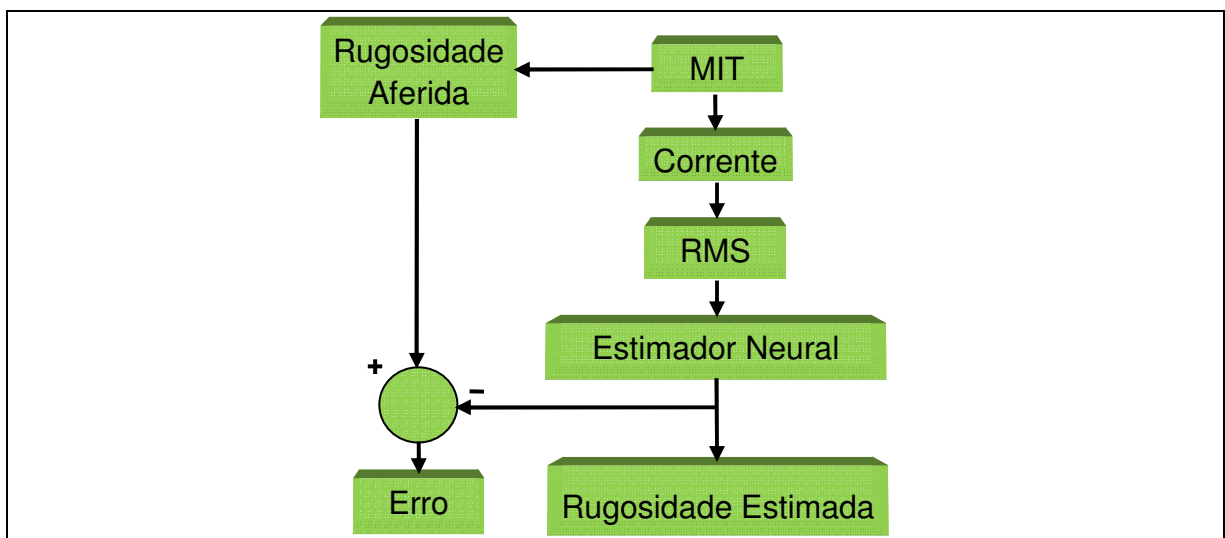 Rugosidade
Aferida
MIT
Corrente
RMS
Estimador Neural
+
−
Erro
Rugosidade Estimada